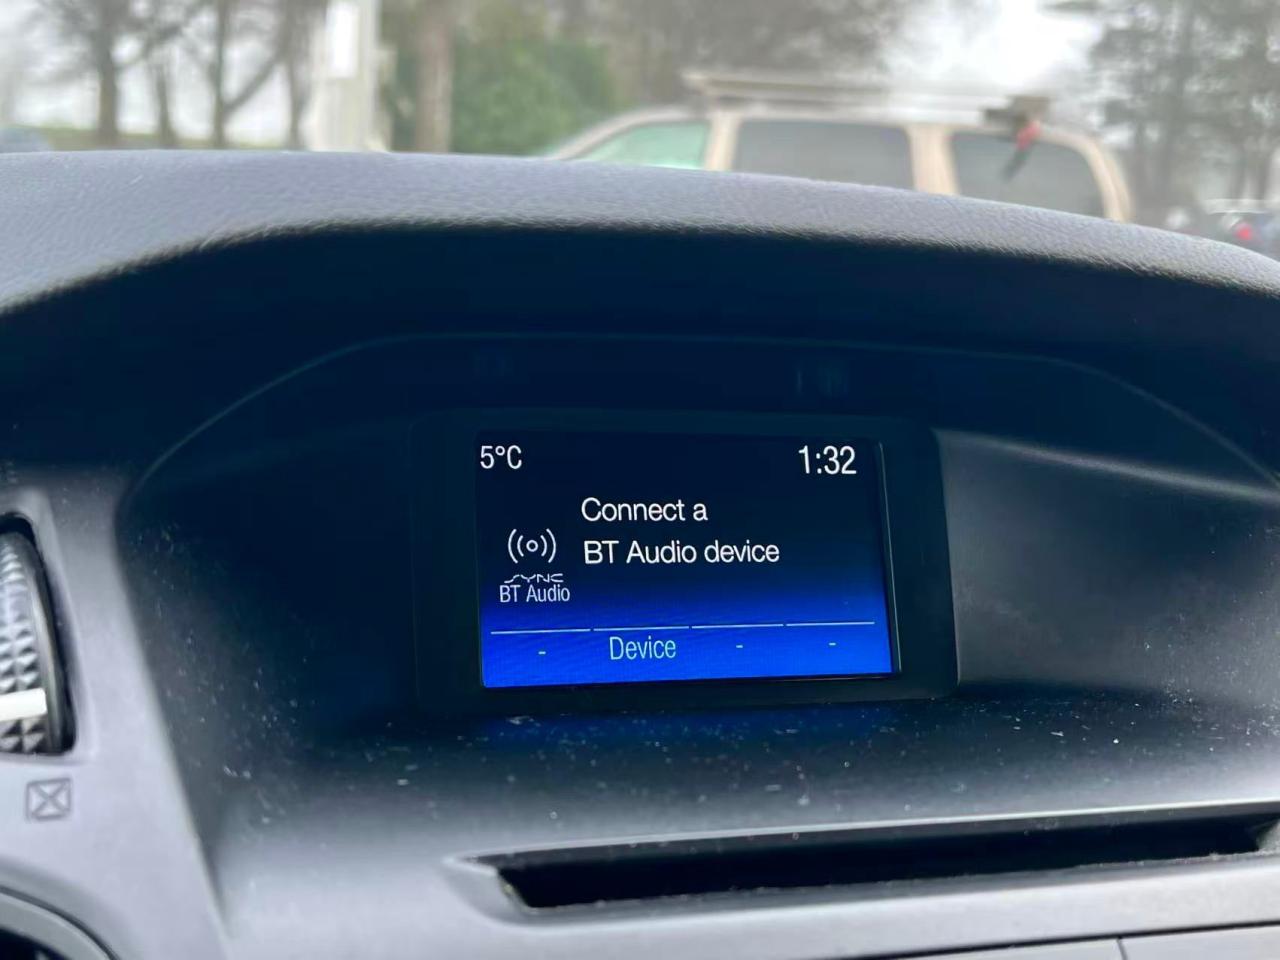 5°C 1:32
Connect a
BT Audio device
SYNC
BT Audio
- Device - -